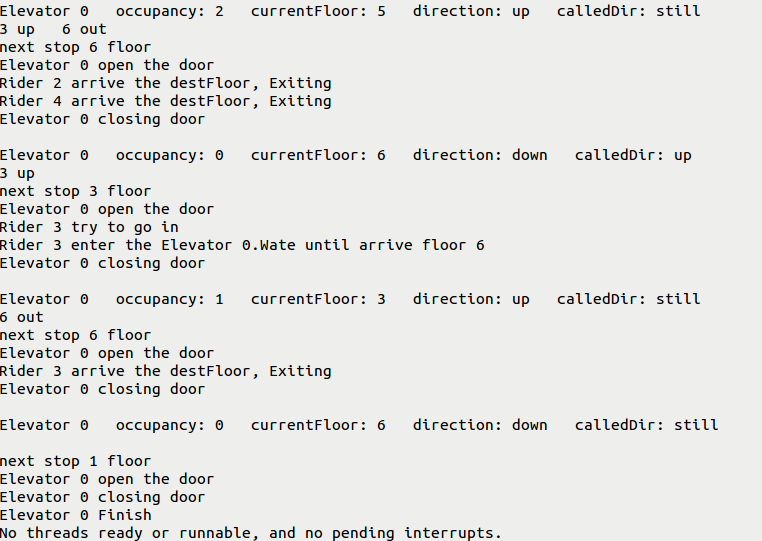 Elevator 0   occupancy: 2   currentFloor: 5   direction: up   calledDir: still
3 up   6 out
next stop 6 floor
Elevator 0 open the door
Rider 2 arrive the destFloor, Exiting
Rider 4 arrive the destFloor, Exiting
Elevator 0 closing door

Elevator 0   occupancy: 0   currentFloor: 6   direction: down   calledDir: up
3 up
next stop 3 floor
Elevator 0 open the door
Rider 3 try to go in
Rider 3 enter the Elevator 0.Wate until arrive floor 6
Elevator 0 closing door

Elevator 0   occupancy: 1   currentFloor: 3   direction: up   calledDir: still
6 out
next stop 6 floor
Elevator 0 open the door
Rider 3 arrive the destFloor, Exiting
Elevator 0 closing door

Elevator 0   occupancy: 0   currentFloor: 6   direction: down   calledDir: still

next stop 1 floor
Elevator 0 open the door
Elevator 0 closing door
Elevator 0 Finish
No threads ready or runnable, and no pending interrupts.